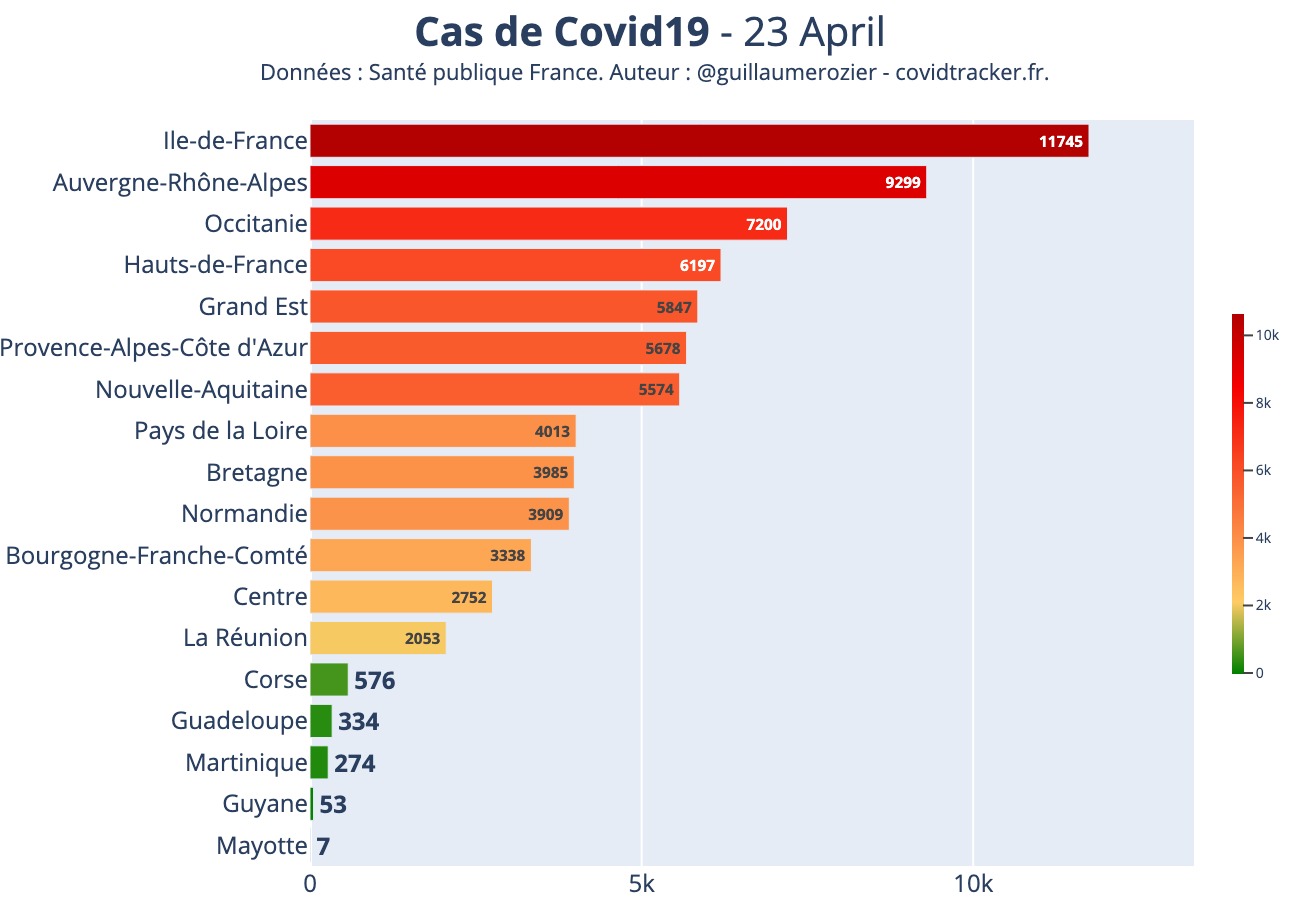 Cas de Covid19 - 23 April
Données : Santé publique France. Auteur : @guillaumerozier - covidtracker.fr.
Ile-de-France 11745
Auvergne-Rhône-Alpes 9299
Occitanie 7200
Hauts-de-France 6197
Grand Est 5847
Provence-Alpes-Côte d'Azur 5678
Nouvelle-Aquitaine 5574
Pays de la Loire 4013
Bretagne 3985
Normandie 3909
Bourgogne-Franche-Comté 3338
Centre 2752
La Réunion 2053
Corse 576
Guadeloupe 334
Martinique 274
Guyane 53
Mayotte 7
0 5k 10k
10k
8k
6k
4k
2k
0